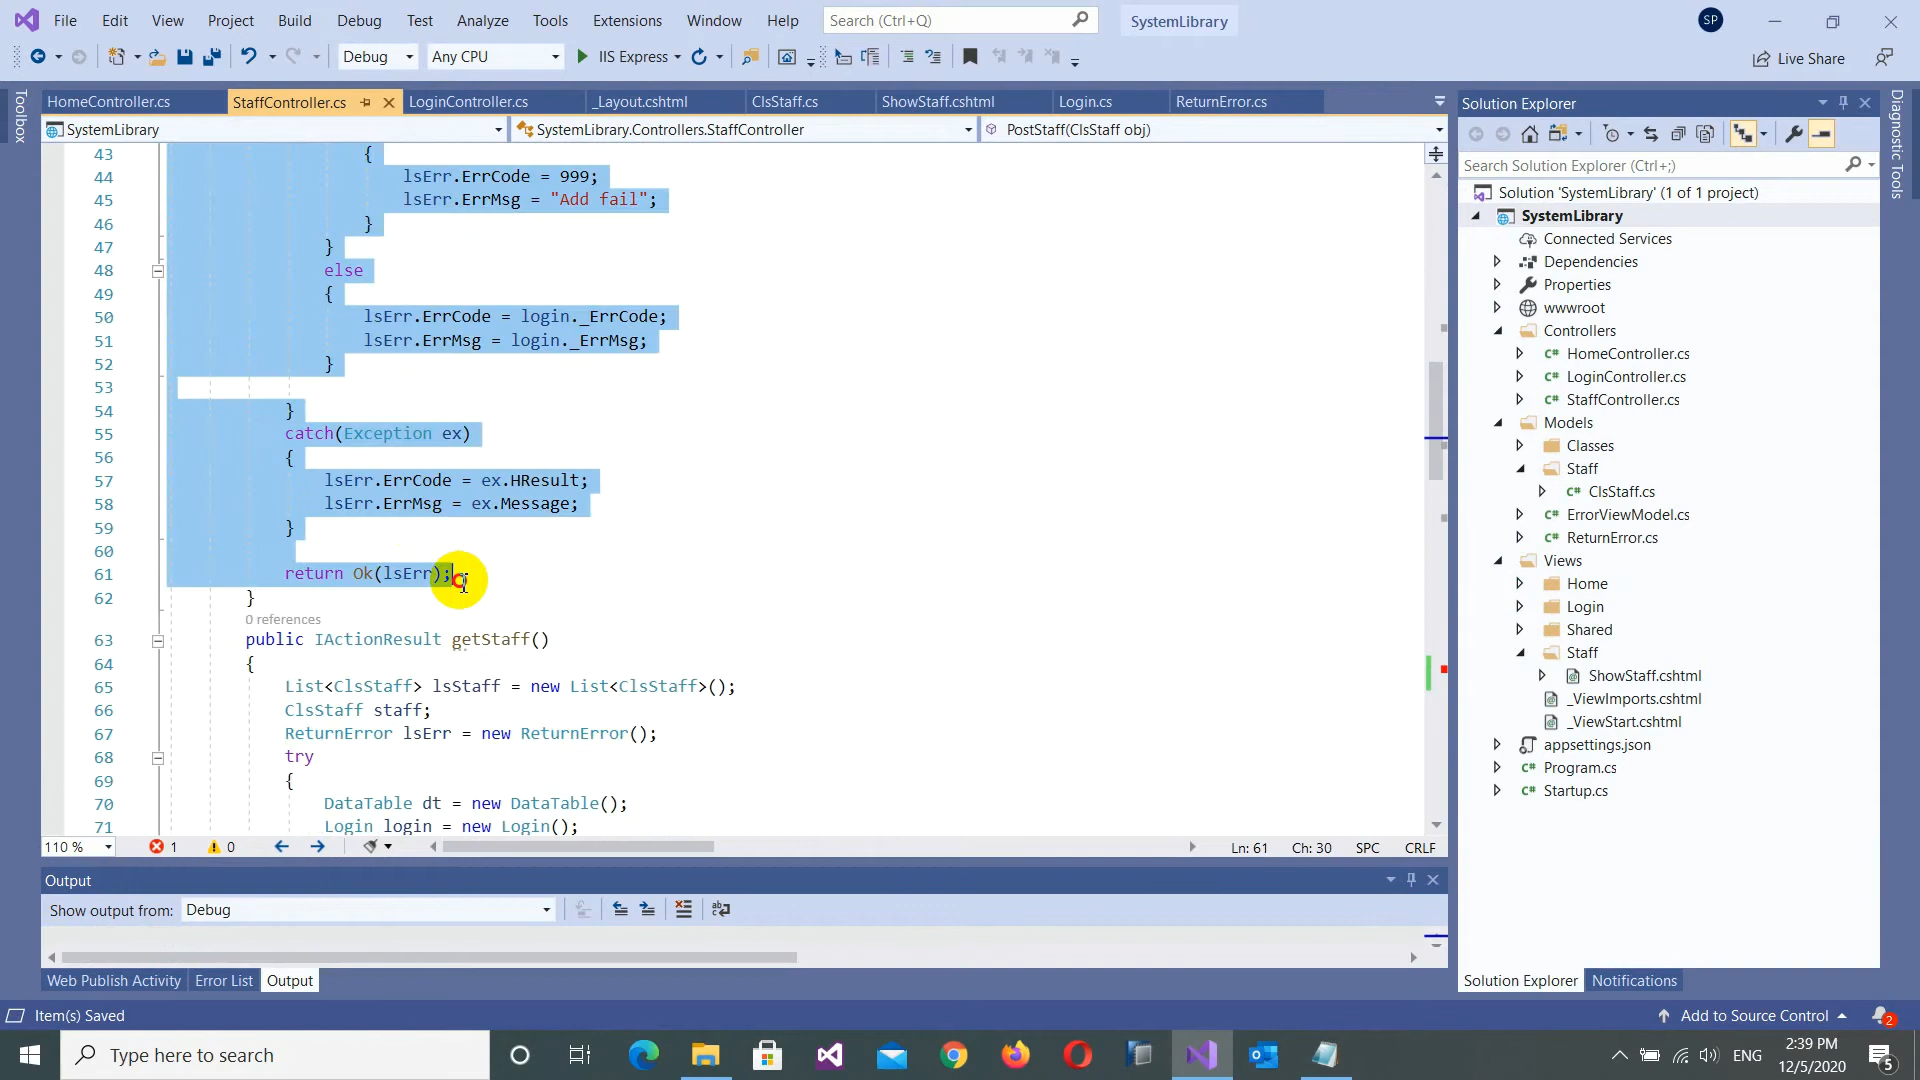 File Edit View Project Build Debug Test Analyze Tools Extensions Window Help Search (Ctrl+Q) SystemLibrary SP
Debug Any CPU IIS Express Live Share
Toolbox
HomeController.cs StaffController.cs LoginController.cs _Layout.cshtml ClsStaff.cs ShowStaff.cshtml Login.cs ReturnError.cs
SystemLibrary SystemLibrary.Controllers.StaffController PostStaff(ClsStaff obj)
43 {
44 lsErr.ErrCode = 999;
45 lsErr.ErrMsg = "Add fail";
46 }
47 }
48 else
49 {
50 lsErr.ErrCode = login._ErrCode;
51 lsErr.ErrMsg = login._ErrMsg;
52 }
53
54 }
55 catch(Exception ex)
56 {
57 lsErr.ErrCode = ex.HResult;
58 lsErr.ErrMsg = ex.Message;
59 }
60
61 return Ok(lsErr);
62 }
0 references
63 public IActionResult getStaff()
64 {
65 List<ClsStaff> lsStaff = new List<ClsStaff>();
66 ClsStaff staff;
67 ReturnError lsErr = new ReturnError();
68 try
69 {
70 DataTable dt = new DataTable();
71 Login login = new Login();
110 % 1 0 Ln: 61 Ch: 30 SPC CRLF
Output
Show output from: Debug
Web Publish Activity Error List Output
Solution Explorer
Search Solution Explorer (Ctrl+;)
Solution 'SystemLibrary' (1 of 1 project)
SystemLibrary
Connected Services
Dependencies
Properties
wwwroot
Controllers
C# HomeController.cs
C# LoginController.cs
C# StaffController.cs
Models
Classes
Staff
C# ClsStaff.cs
C# ErrorViewModel.cs
C# ReturnError.cs
Views
Home
Login
Shared
Staff
ShowStaff.cshtml
_ViewImports.cshtml
_ViewStart.cshtml
appsettings.json
C# Program.cs
C# Startup.cs
Solution Explorer Notifications
Diagnostic Tools
Item(s) Saved Add to Source Control 2
Type here to search ENG 2:39 PM
12/5/2020 5